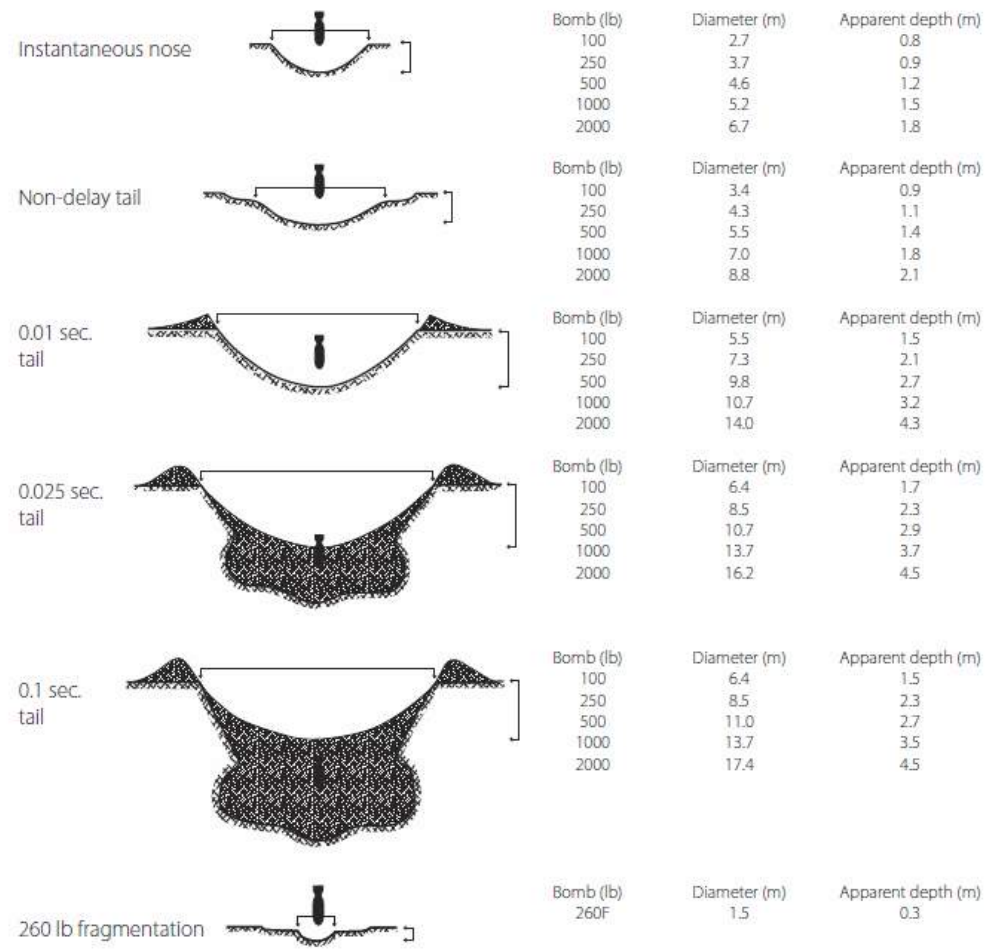 Instantaneous nose
Bomb (lb) Diameter (m) Apparent depth (m)
100 2.7 0.8
250 3.7 0.9
500 4.6 1.2
1000 5.2 1.5
2000 6.7 1.8
Non-delay tail
Bomb (lb) Diameter (m) Apparent depth (m)
100 3.4 0.9
250 4.3 1.1
500 5.5 1.4
1000 7.0 1.8
2000 8.8 2.1
0.01 sec.
tail
Bomb (lb) Diameter (m) Apparent depth (m)
100 5.5 1.5
250 7.3 2.1
500 9.8 2.7
1000 10.7 3.2
2000 14.0 4.3
0.025 sec.
tail
Bomb (lb) Diameter (m) Apparent depth (m)
100 6.4 1.7
250 8.5 2.3
500 10.7 2.9
1000 13.7 3.7
2000 16.2 4.5
0.1 sec.
tail
Bomb (lb) Diameter (m) Apparent depth (m)
100 6.4 1.5
250 8.5 2.3
500 11.0 2.7
1000 13.7 3.5
2000 17.4 4.5
260 lb fragmentation
Bomb (lb) Diameter (m) Apparent depth (m)
260F 1.5 0.3